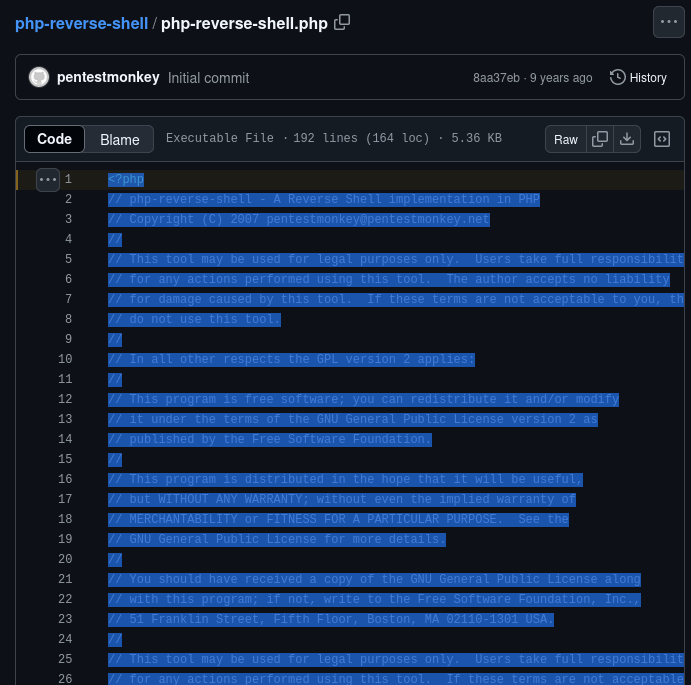 php-reverse-shell / php-reverse-shell.php
pentestmonkey Initial commit 8aa37eb · 9 years ago History
Code Blame Executable File · 192 lines (164 loc) · 5.36 KB Raw
1 <?php
2 // php-reverse-shell - A Reverse Shell implementation in PHP
3 // Copyright (C) 2007 pentestmonkey@pentestmonkey.net
4 //
5 // This tool may be used for legal purposes only.  Users take full responsibilit
6 // for any actions performed using this tool.  The author accepts no liability
7 // for damage caused by this tool.  If these terms are not acceptable to you, th
8 // do not use this tool.
9 //
10 // In all other respects the GPL version 2 applies:
11 //
12 // This program is free software; you can redistribute it and/or modify
13 // it under the terms of the GNU General Public License version 2 as
14 // published by the Free Software Foundation.
15 //
16 // This program is distributed in the hope that it will be useful,
17 // but WITHOUT ANY WARRANTY; without even the implied warranty of
18 // MERCHANTABILITY or FITNESS FOR A PARTICULAR PURPOSE.  See the
19 // GNU General Public License for more details.
20 //
21 // You should have received a copy of the GNU General Public License along
22 // with this program; if not, write to the Free Software Foundation, Inc.,
23 // 51 Franklin Street, Fifth Floor, Boston, MA 02110-1301 USA.
24 //
25 // This tool may be used for legal purposes only.  Users take full responsibilit
26 // for any actions performed using this tool.  If these terms are not acceptable